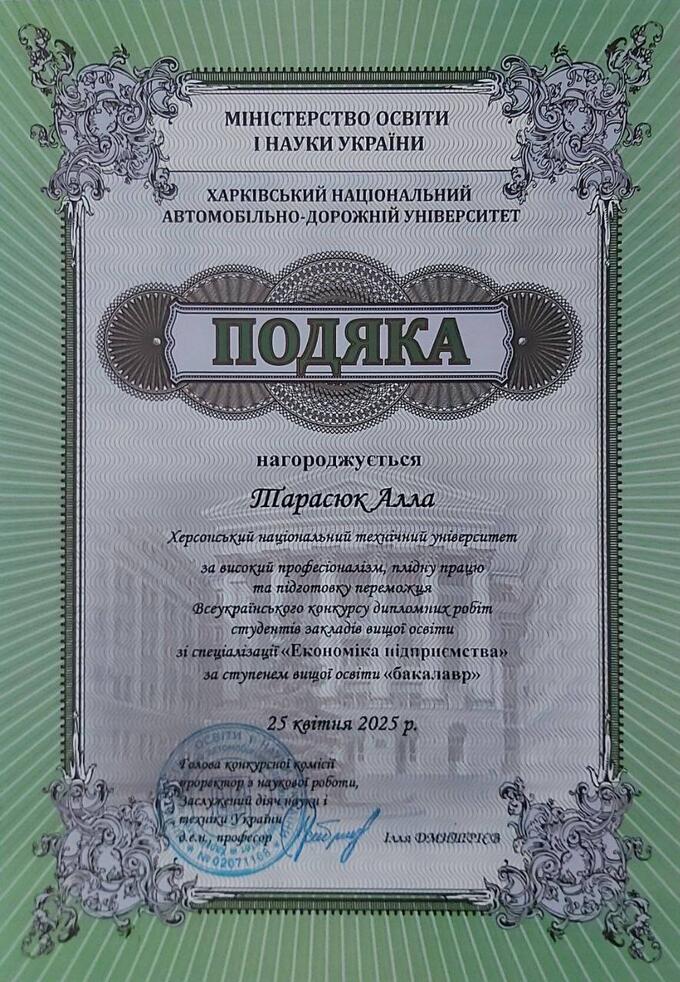 МІНІСТЕРСТВО ОСВІТИ
І НАУКИ УКРАЇНИ
ХАРКІВСЬКИЙ НАЦІОНАЛЬНИЙ
АВТОМОБІЛЬНО-ДОРОЖНІЙ УНІВЕРСИТЕТ
ПОДЯКА
нагороджується
Тарасюк Алла
Херсонський національний технічний університет
за високий професіоналізм, плідну працю
та підготовку переможця
Всеукраїнського конкурсу дипломних робіт
студентів закладів вищої освіти
зі спеціалізації «Економіка підприємства»
за ступенем вищої освіти «бакалавр»
25 квітня 2025 р.
Голова конкурсної комісії
проректор з наукової роботи,
Заслужений діяч науки і
техніки України
д.е.н., професор
Ілля ДМИТРІЄВ
№ 02071168